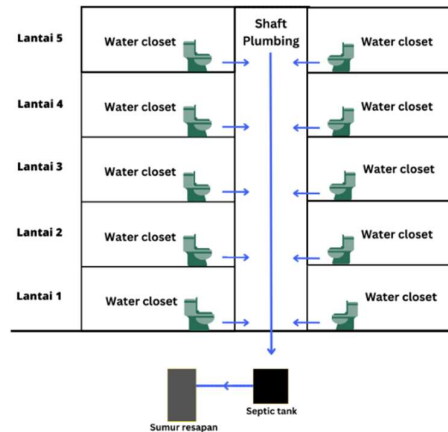 Shaft
Plumbing
Lantai 5
Water closet
Water closet
Lantai 4
Water closet
Water closet
Lantai 3
Water closet
Water closet
Lantai 2
Water closet
Water closet
Lantai 1
Water closet
Water closet
Septic tank
Sumur resapan